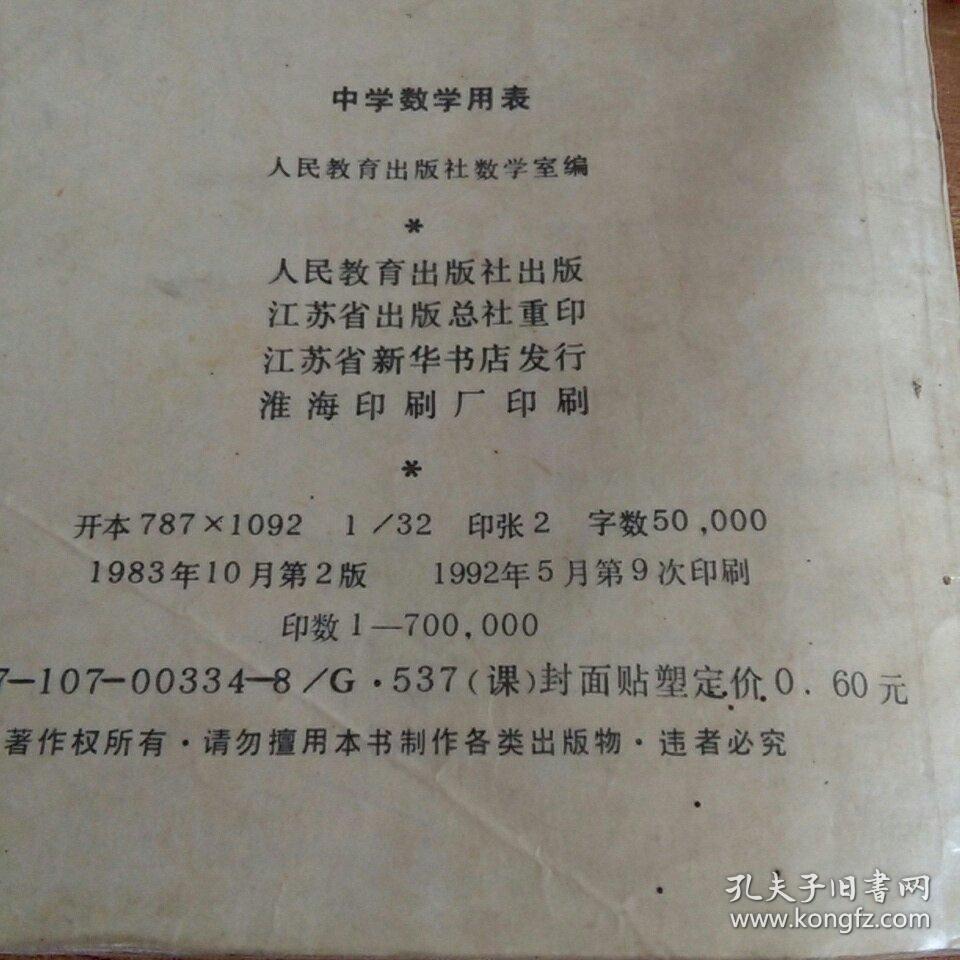 中学数学用表
人民教育出版社数学室编
*
人民教育出版社出版
江苏省出版总社重印
江苏省新华书店发行
淮海印刷厂印刷
*
开本787×1092 1/32 印张2 字数50,000
1983年10月第2版 1992年5月第9次印刷
印数1—700,000
7-107-00334-8/G·537(课)封面贴塑定价0.60元
著作权所有·请勿擅用本书制作各类出版物·违者必究
孔夫子旧书网
www.kongfz.com